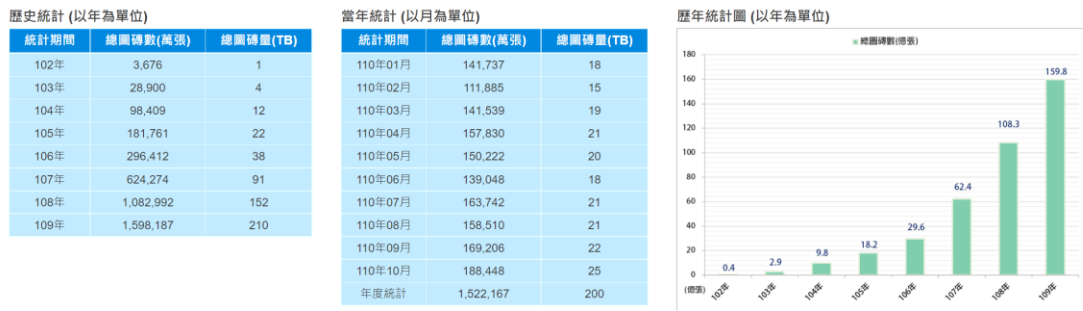 歷史統計 (以年為單位)
統計期間 總圖磚數(萬張) 總圖磚量(TB)
102年 3,676 1
103年 28,900 4
104年 98,409 12
105年 181,761 22
106年 296,412 38
107年 624,274 91
108年 1,082,992 152
109年 1,598,187 210
當年統計 (以月為單位)
統計期間 總圖磚數(萬張) 總圖磚量(TB)
110年01月 141,737 18
110年02月 111,885 15
110年03月 141,539 19
110年04月 157,830 21
110年05月 150,222 20
110年06月 139,048 18
110年07月 163,742 21
110年08月 158,510 21
110年09月 169,206 22
110年10月 188,448 25
年度統計 1,522,167 200
歷年統計圖 (以年為單位)
總圖磚數(億張)
180
160
140
120
100
80
60
40
20
0
(億張)
0.4
2.9
9.8
18.2
29.6
62.4
108.3
159.8
102年
103年
104年
105年
106年
107年
108年
109年